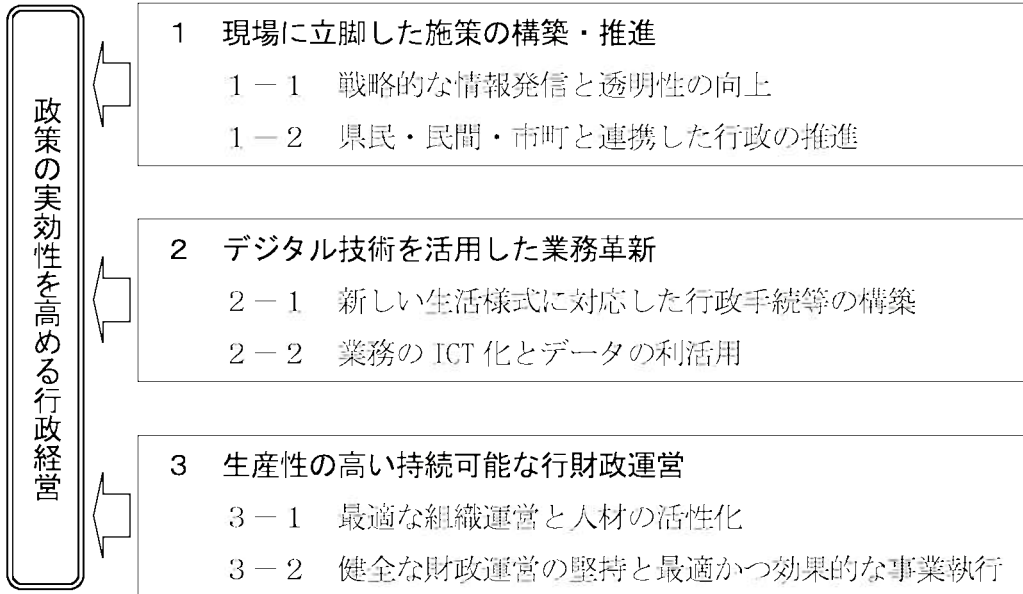 政策の実効性を高める行政経営
１　現場に立脚した施策の構築・推進
１－１　戦略的な情報発信と透明性の向上
１－２　県民・民間・市町と連携した行政の推進
２　デジタル技術を活用した業務革新
２－１　新しい生活様式に対応した行政手続等の構築
２－２　業務の ICT 化とデータの利活用
３　生産性の高い持続可能な行財政運営
３－１　最適な組織運営と人材の活性化
３－２　健全な財政運営の堅持と最適かつ効果的な事業執行